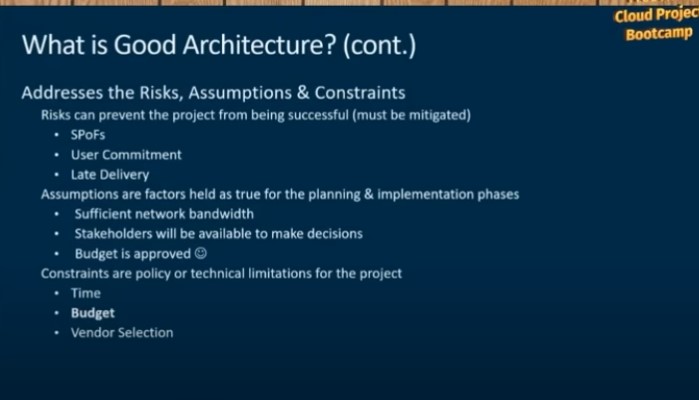 Cloud Project
Bootcamp
What is Good Architecture? (cont.)
Addresses the Risks, Assumptions & Constraints
Risks can prevent the project from being successful (must be mitigated)
• SPoFs
• User Commitment
• Late Delivery
Assumptions are factors held as true for the planning & implementation phases
• Sufficient network bandwidth
• Stakeholders will be available to make decisions
• Budget is approved ☺
Constraints are policy or technical limitations for the project
• Time
• Budget
• Vendor Selection